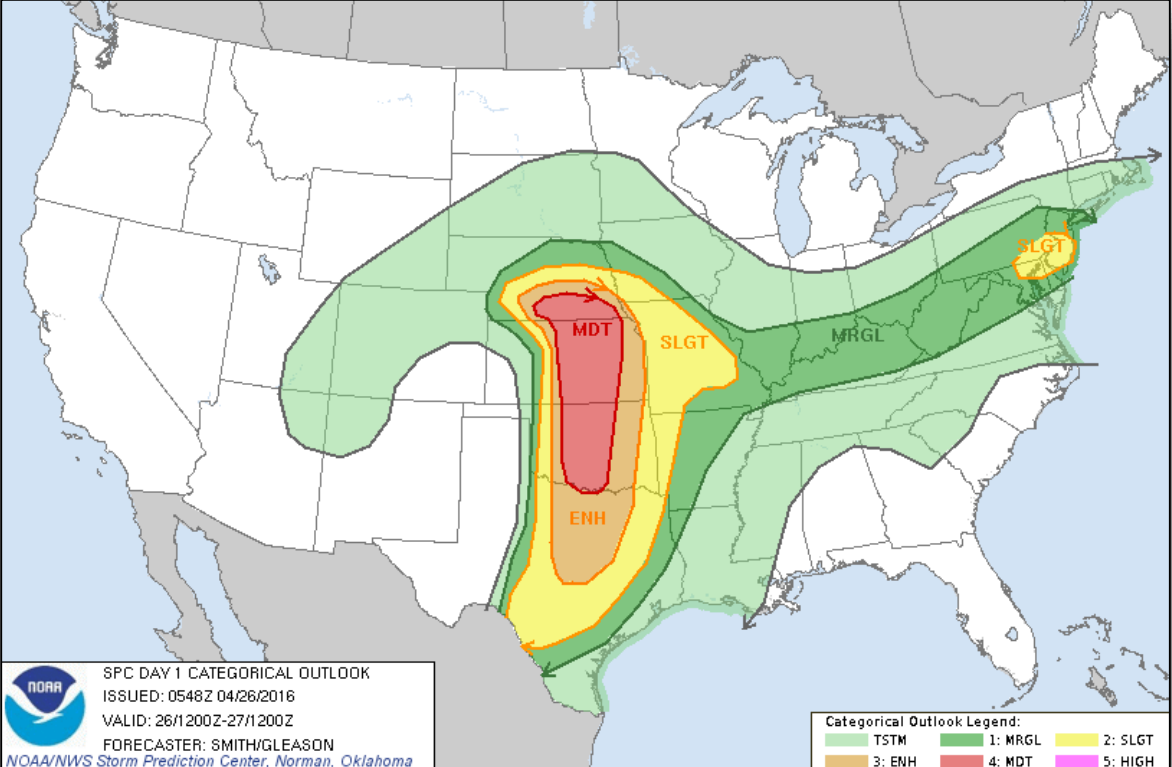 SLGT
MDT
SLGT
MRGL
ENH
noaa
SPC DAY 1 CATEGORICAL OUTLOOK
ISSUED: 0548Z 04/26/2016
VALID: 26/1200Z-27/1200Z
FORECASTER: SMITH/GLEASON
NOAA/NWS Storm Prediction Center, Norman, Oklahoma
Categorical Outlook Legend:
TSTM 1: MRGL 2: SLGT
3: ENH 4: MDT 5: HIGH